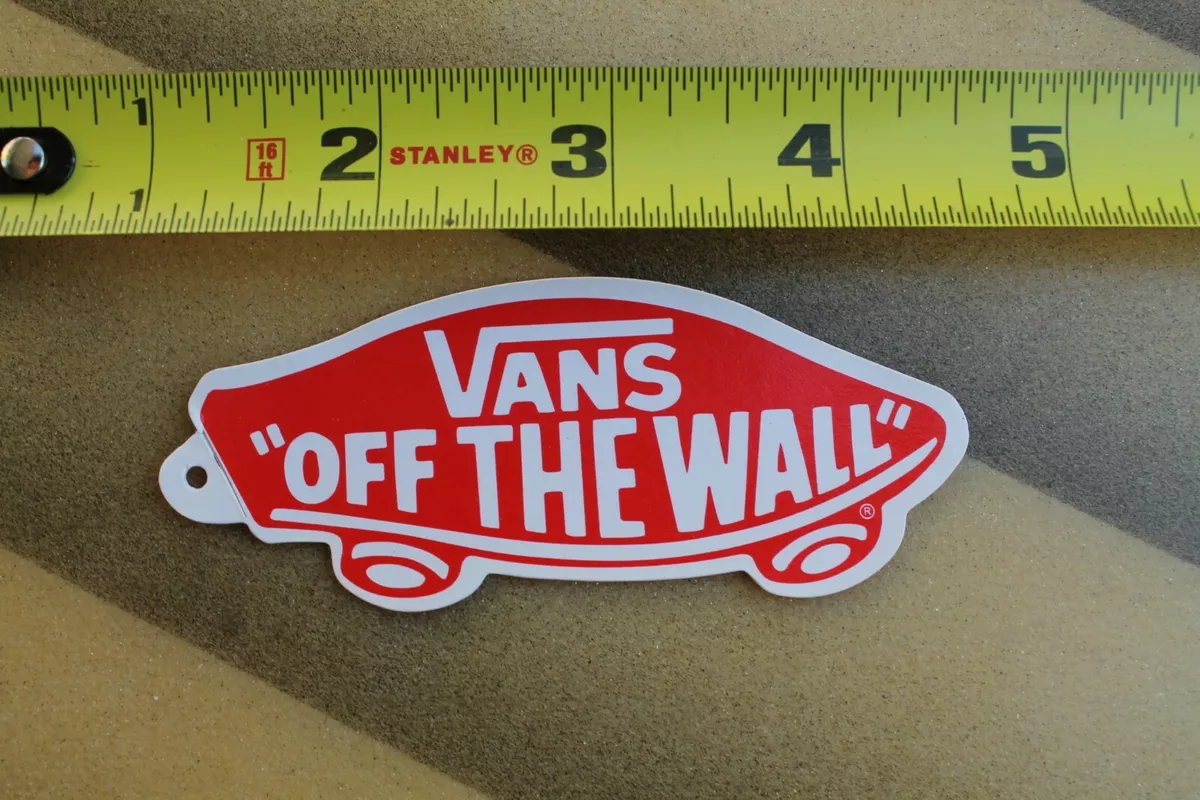 1
16
ft
2 STANLEY® 3 4 5
1
VANS
"OFF THE WALL"
®